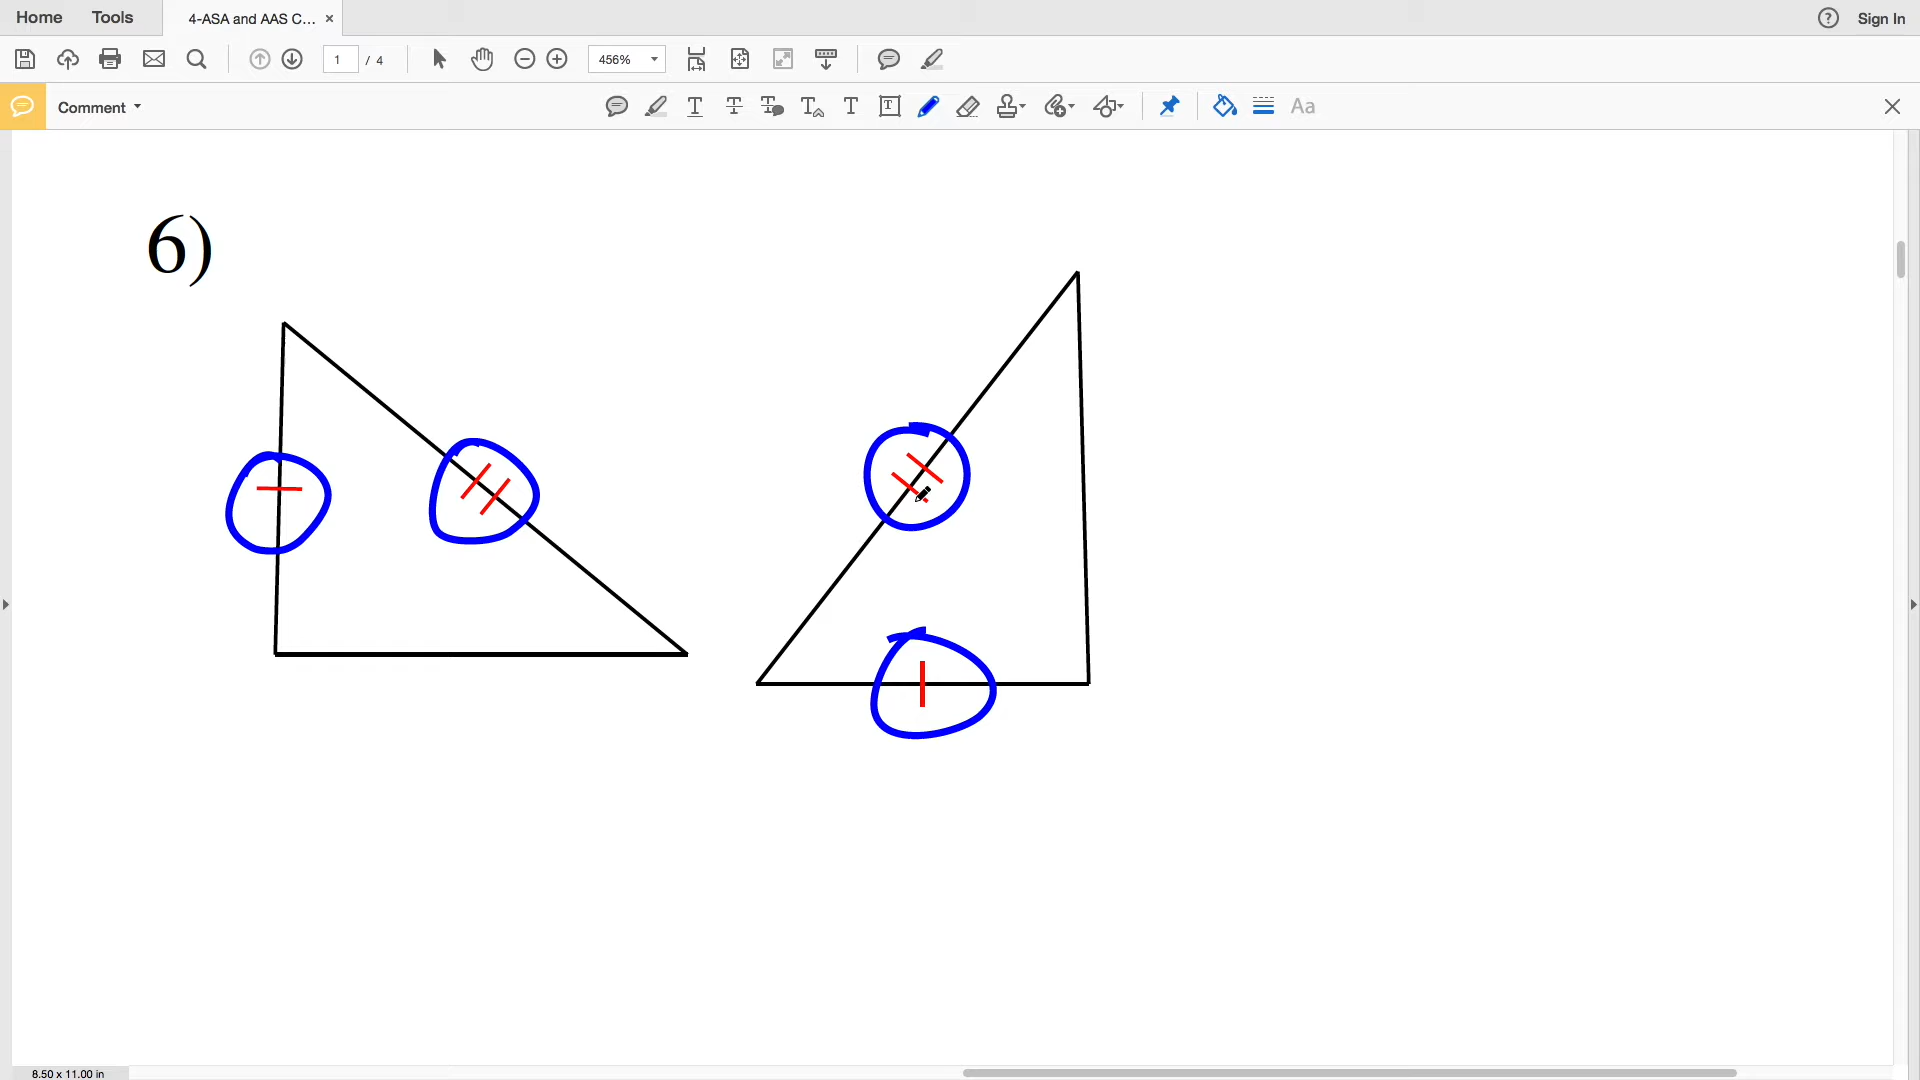 Home Tools 4-ASA and AAS C... × ? Sign In
1 / 4 456%
Comment T T T T T T Aa
6)
8.50 x 11.00 in